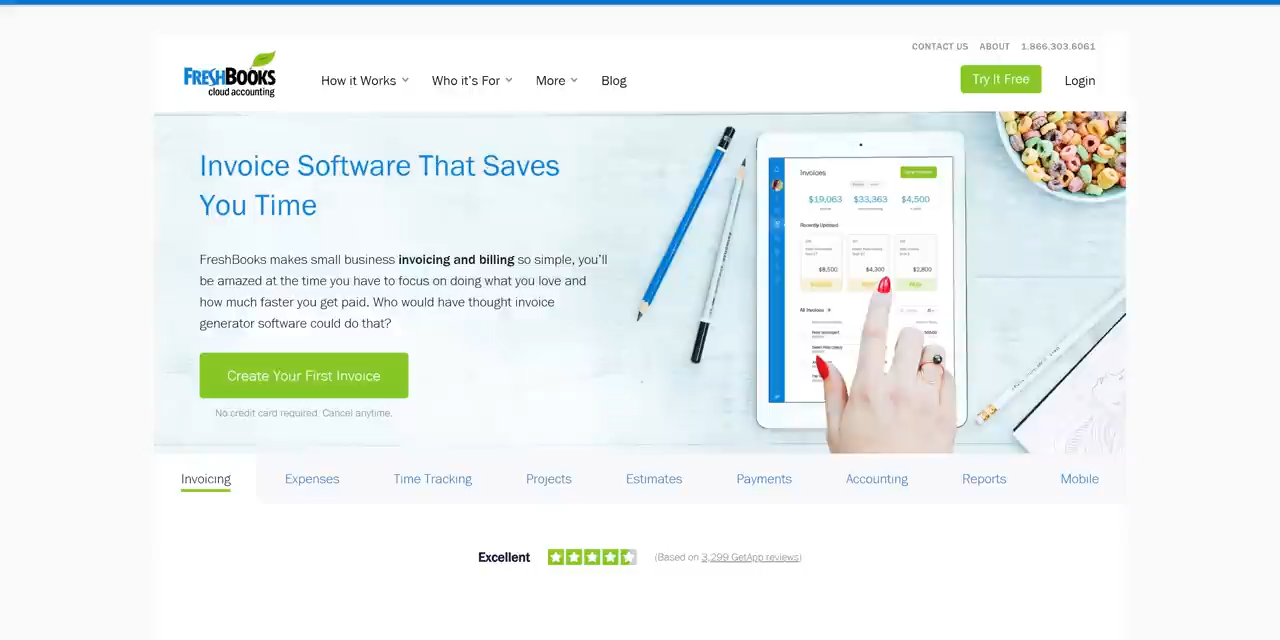 CONTACT US ABOUT 1.866.303.6061
FRESHBOOKS
cloud accounting
How it Works Who it's For More Blog
Try It Free Login
Invoice Software That Saves
You Time
FreshBooks makes small business invoicing and billing so simple, you'll
be amazed at the time you have to focus on doing what you love and
how much faster you get paid. Who would have thought invoice
generator software could do that?
Create Your First Invoice
No credit card required. Cancel anytime.
Invoices
$19,063 $33,363 $4,500
Recently Updated
$8,500 $4,300 $2,800
All Invoices
Invoicing Expenses Time Tracking Projects Estimates Payments Accounting Reports Mobile
Excellent (Based on 3,299 GetApp reviews)